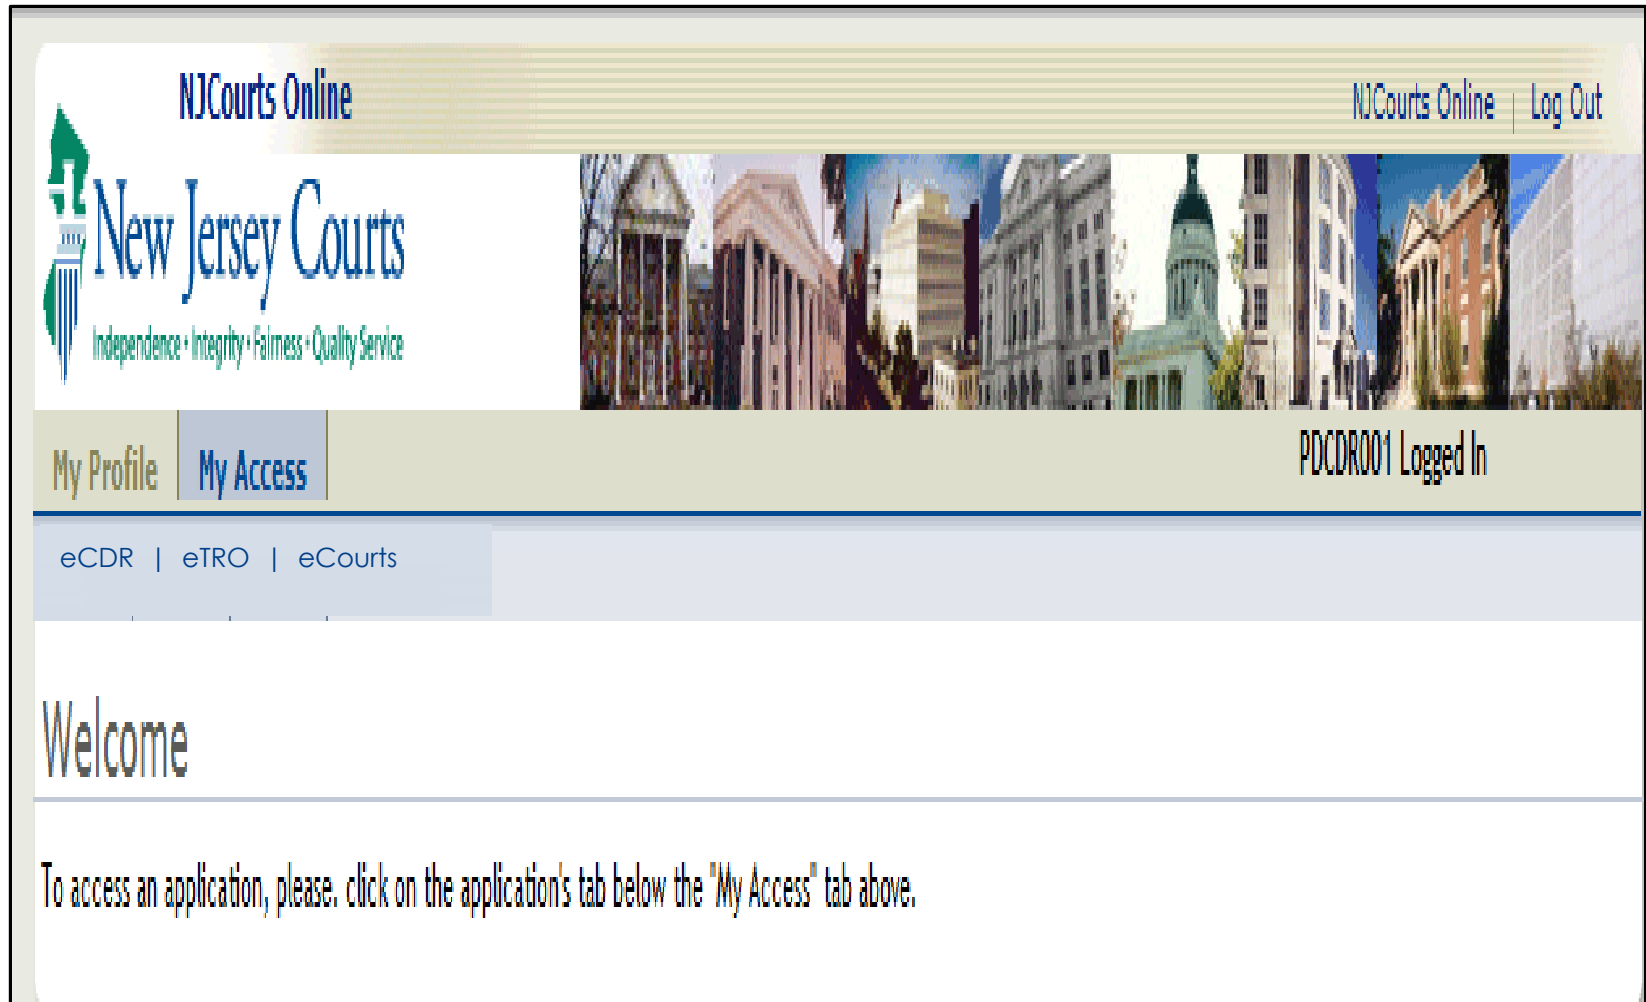 NJCourts Online
NJCourts Online | Log Out
New Jersey Courts
Independence • Integrity • Fairness • Quality Service
My Profile | My Access
PDCDR001 Logged In
eCDR | eTRO | eCourts
Welcome
To access an application, please. click on the application's tab below the "My Access" tab above.